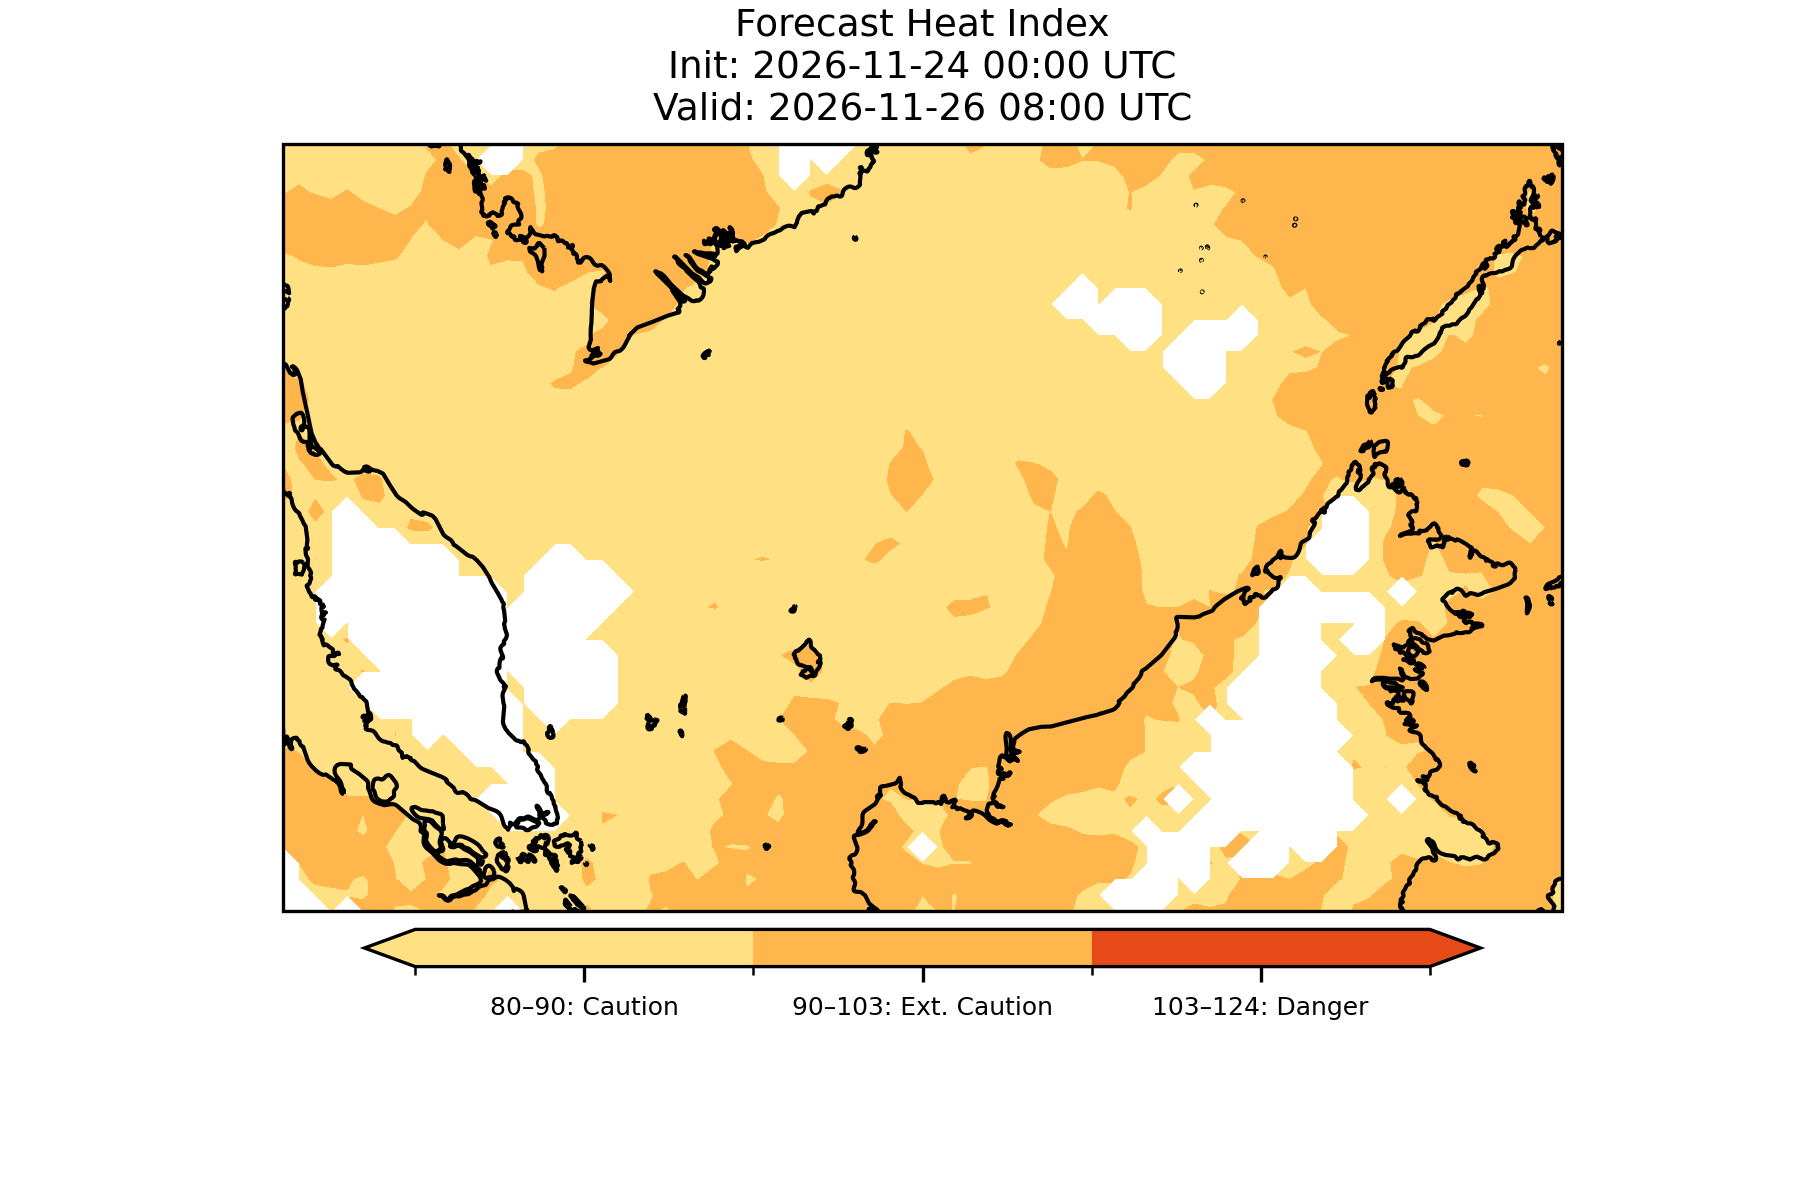 Forecast Heat Index
Init: 2026-11-24 00:00 UTC
Valid: 2026-11-26 08:00 UTC
80–90: Caution
90–103: Ext. Caution
103–124: Danger